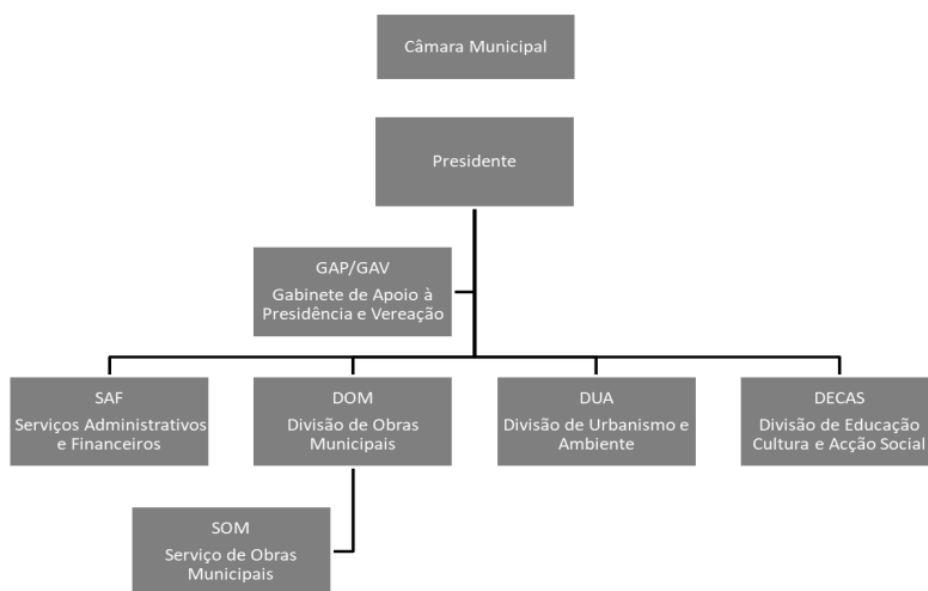 Câmara Municipal
Presidente
GAP/GAV
Gabinete de Apoio à
Presidência e Vereação
SAF
Serviços Administrativos
e Financeiros
DOM
Divisão de Obras
Municipais
DUA
Divisão de Urbanismo e
Ambiente
DECAS
Divisão de Educação
Cultura e Acção Social
SOM
Serviço de Obras
Municipais